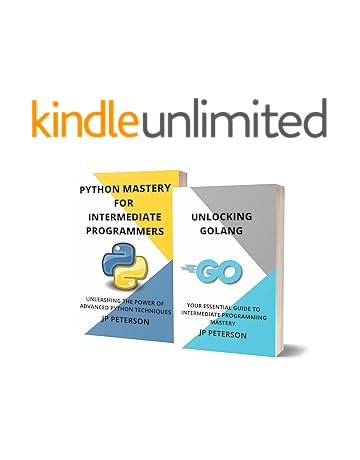 kindleunlimited
PYTHON MASTERY
FOR
INTERMEDIATE
PROGRAMMERS
UNLEASHING THE POWER OF
ADVANCED PYTHON TECHNIQUES
JP PETERSON
UNLOCKING
GOLANG
GO
YOUR ESSENTIAL GUIDE TO
INTERMEDIATE PROGRAMMING
MASTERY
JP PETERSON